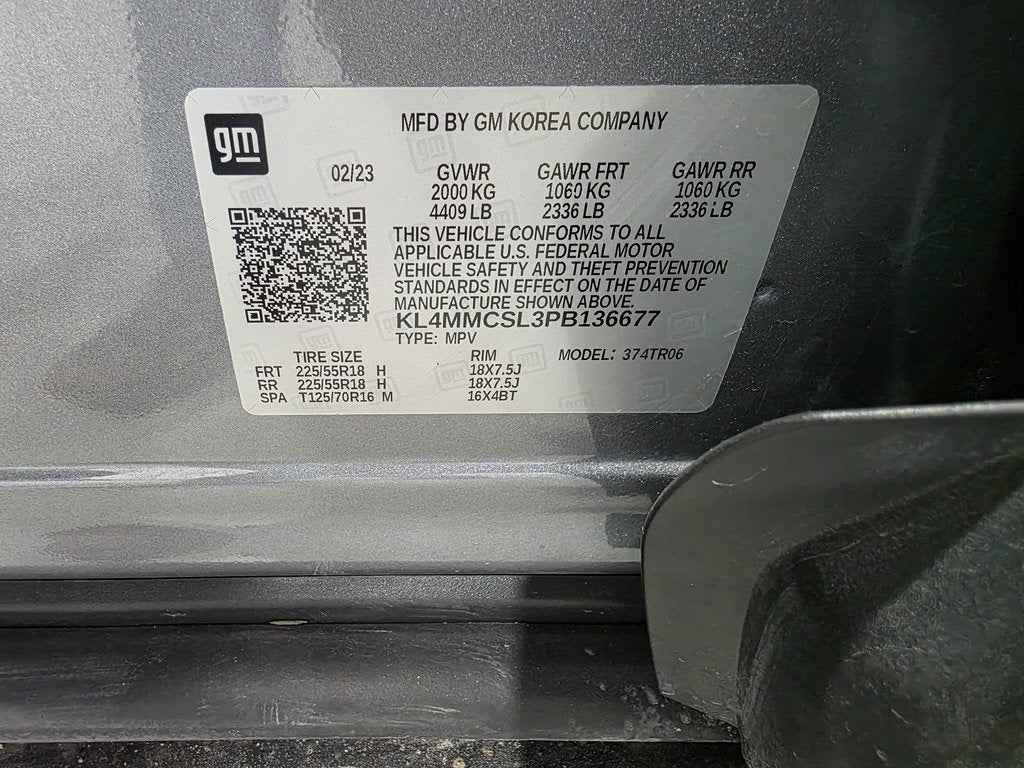 gm
MFD BY GM KOREA COMPANY
02/23 GVWR GAWR FRT GAWR RR
2000 KG 1060 KG 1060 KG
4409 LB 2336 LB 2336 LB
THIS VEHICLE CONFORMS TO ALL
APPLICABLE U.S. FEDERAL MOTOR
VEHICLE SAFETY AND THEFT PREVENTION
STANDARDS IN EFFECT ON THE DATE OF
MANUFACTURE SHOWN ABOVE.
KL4MMCSL3PB136677
TYPE: MPV
TIRE SIZE RIM MODEL: 374TR06
FRT 225/55R18 H 18X7.5J
RR 225/55R18 H 18X7.5J
SPA T125/70R16 M 16X4BT